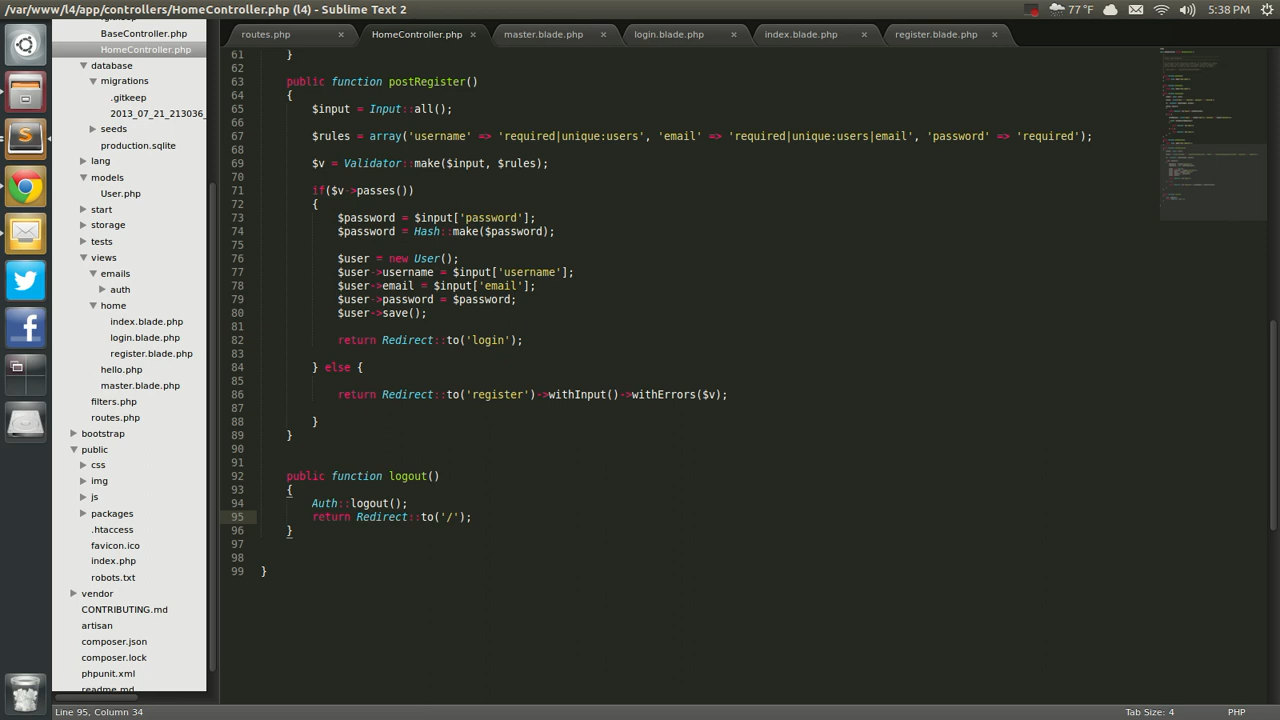 /var/www/l4/app/controllers/HomeController.php (l4) - Sublime Text 2
77 °F
5:38 PM
routes.php
HomeController.php
master.blade.php
login.blade.php
index.blade.php
register.blade.php
.gitkeep
BaseController.php
HomeController.php
database
migrations
.gitkeep
2013_07_21_213036_
seeds
production.sqlite
lang
models
User.php
start
storage
tests
views
emails
auth
home
index.blade.php
login.blade.php
register.blade.php
hello.php
master.blade.php
filters.php
routes.php
bootstrap
public
css
img
js
packages
.htaccess
favicon.ico
index.php
robots.txt
vendor
CONTRIBUTING.md
artisan
composer.json
composer.lock
phpunit.xml
readme.md
61 }
62
63 public function postRegister()
64 {
65 $input = Input::all();
66
67 $rules = array('username' => 'required|unique:users', 'email' => 'required|unique:users|email', 'password' => 'required');
68
69 $v = Validator::make($input, $rules);
70
71 if($v->passes())
72 {
73 $password = $input['password'];
74 $password = Hash::make($password);
75
76 $user = new User();
77 $user->username = $input['username'];
78 $user->email = $input['email'];
79 $user->password = $password;
80 $user->save();
81
82 return Redirect::to('login');
83
84 } else {
85
86 return Redirect::to('register')->withInput()->withErrors($v);
87
88 }
89 }
90
91
92 public function logout()
93 {
94 Auth::logout();
95 return Redirect::to('/');
96 }
97
98
99 }
Line 95, Column 34
Tab Size: 4
PHP